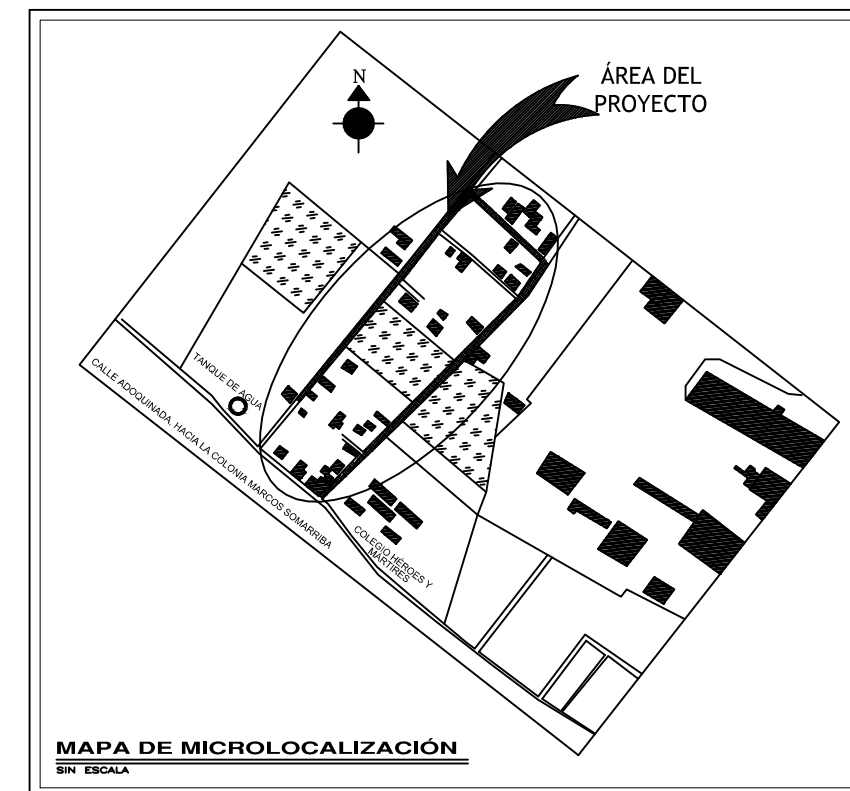 ÁREA DEL
PROYECTO
N
TANQUE DE AGUA
CALLE ADOQUINADA, HACIA LA COLONIA MARCOS SOMARRIBA
COLEGIO HÉROES Y
MÁRTIRES
MAPA DE MICROLOCALIZACIÓN
SIN ESCALA